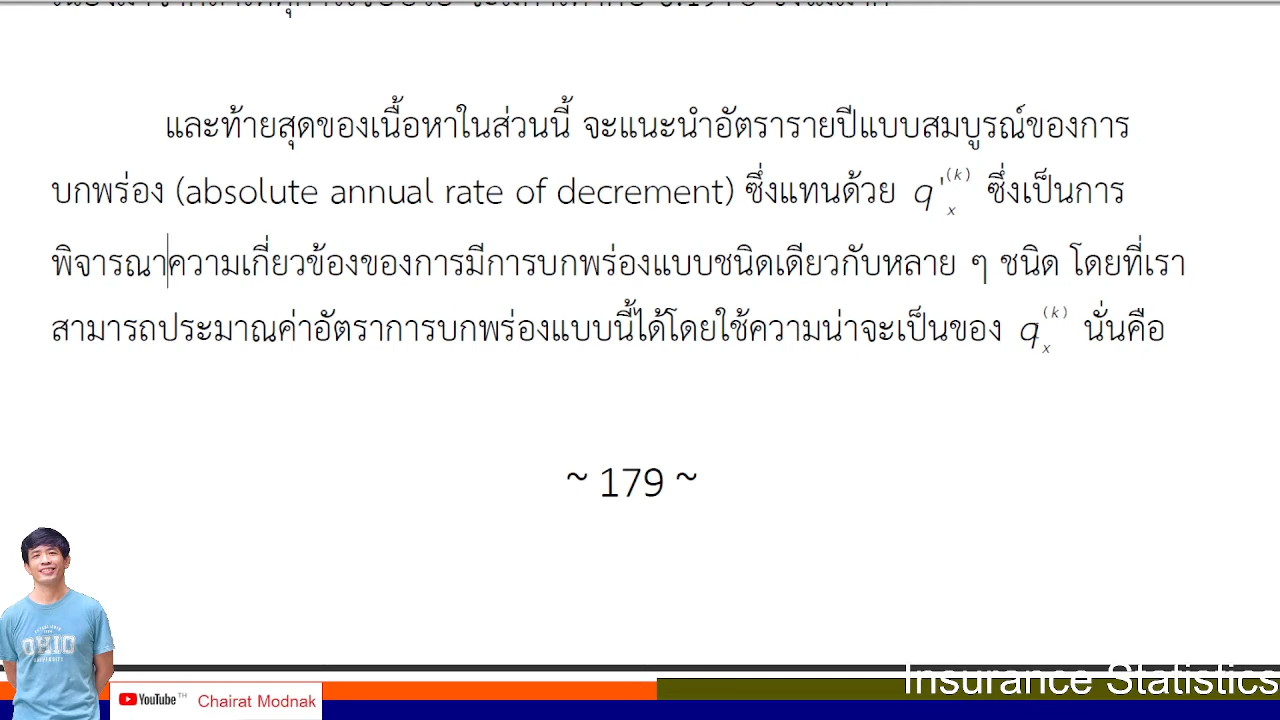 และท้ายสุดของเนื้อหาในส่วนนี้ จะแนะนำอัตรารายปีแบบสมบูรณ์ของการ
บกพร่อง (absolute annual rate of decrement) ซึ่งแทนด้วย q'_x^{(k)} ซึ่งเป็นการ
พิจารณาความเกี่ยวข้องของการมีการบกพร่องแบบชนิดเดียวกับหลาย ๆ ชนิด โดยที่เรา
สามารถประมาณค่าอัตราการบกพร่องแบบนี้ได้โดยใช้ความน่าจะเป็นของ q_x^{(k)} นั่นคือ
~ 179 ~
OHIO
UNIVERSITY
YouTube TH Chairat Modnak
Insurance Statistics